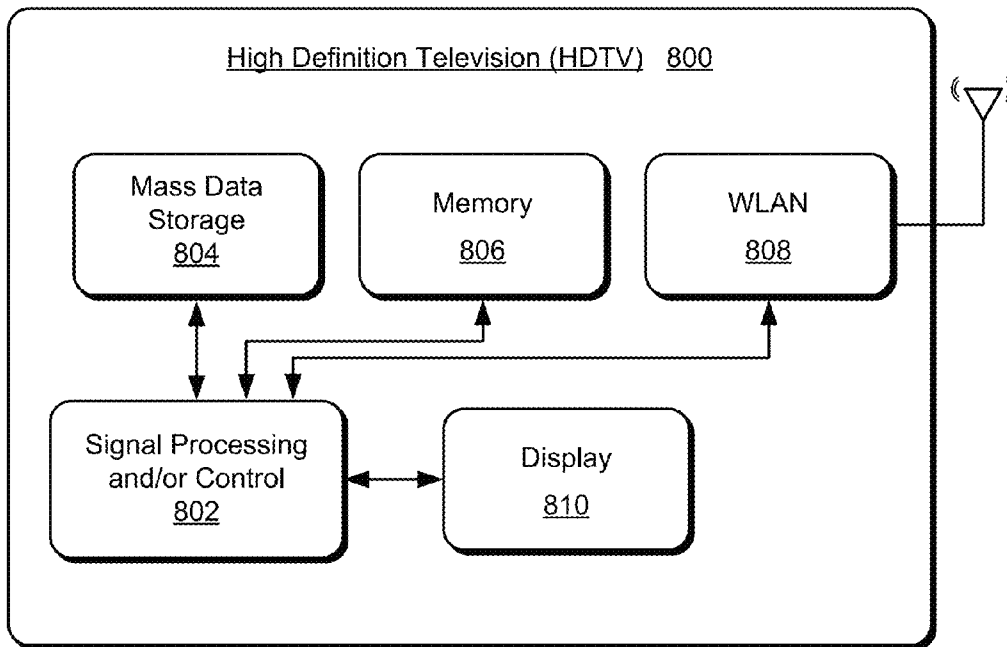 High Definition Television (HDTV) 800
Mass Data
Storage
804
Memory
806
WLAN
808
Signal Processing
and/or Control
802
Display
810